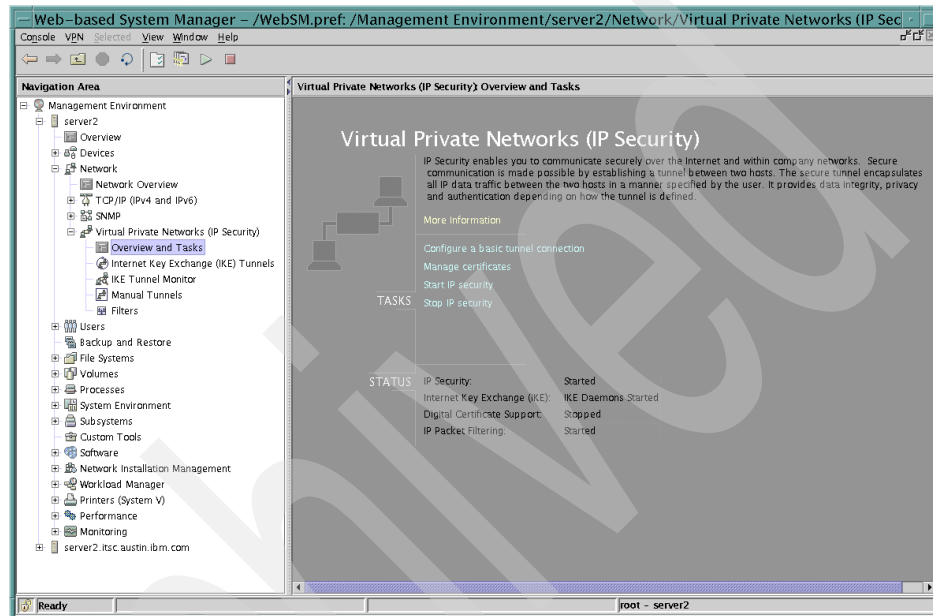 Web-based System Manager - /WebSM.pref: /Management Environment/server2/Network/Virtual Private Networks (IP Sec
Console VPN Selected View Window Help
Navigation Area
Management Environment
server2
Overview
Devices
Network
Network Overview
TCP/IP (IPv4 and IPv6)
SNMP
Virtual Private Networks (IP Security)
Overview and Tasks
Internet Key Exchange (IKE) Tunnels
IKE Tunnel Monitor
Manual Tunnels
Filters
Users
Backup and Restore
File Systems
Volumes
Processes
System Environment
Subsystems
Custom Tools
Software
Network Installation Management
Workload Manager
Printers (System V)
Performance
Monitoring
server2.itsc.austin.ibm.com
Virtual Private Networks (IP Security): Overview and Tasks
Virtual Private Networks (IP Security)
IP Security enables you to communicate securely over the Internet and within company networks. Secure
communication is made possible by establishing a tunnel between two hosts. The secure tunnel encapsulates
all IP data traffic between the two hosts in a manner specified by the user. It provides data integrity, privacy
and authentication depending on how the tunnel is defined.
More Information
Configure a basic tunnel connection
Manage certificates
Start IP security
TASKS Stop IP security
STATUS IP Security: Started
Internet Key Exchange (iKE): IKE Daemons Started
Digital Certificate Support: Stopped
IP Packet Filtering: Started
Ready
root - server2